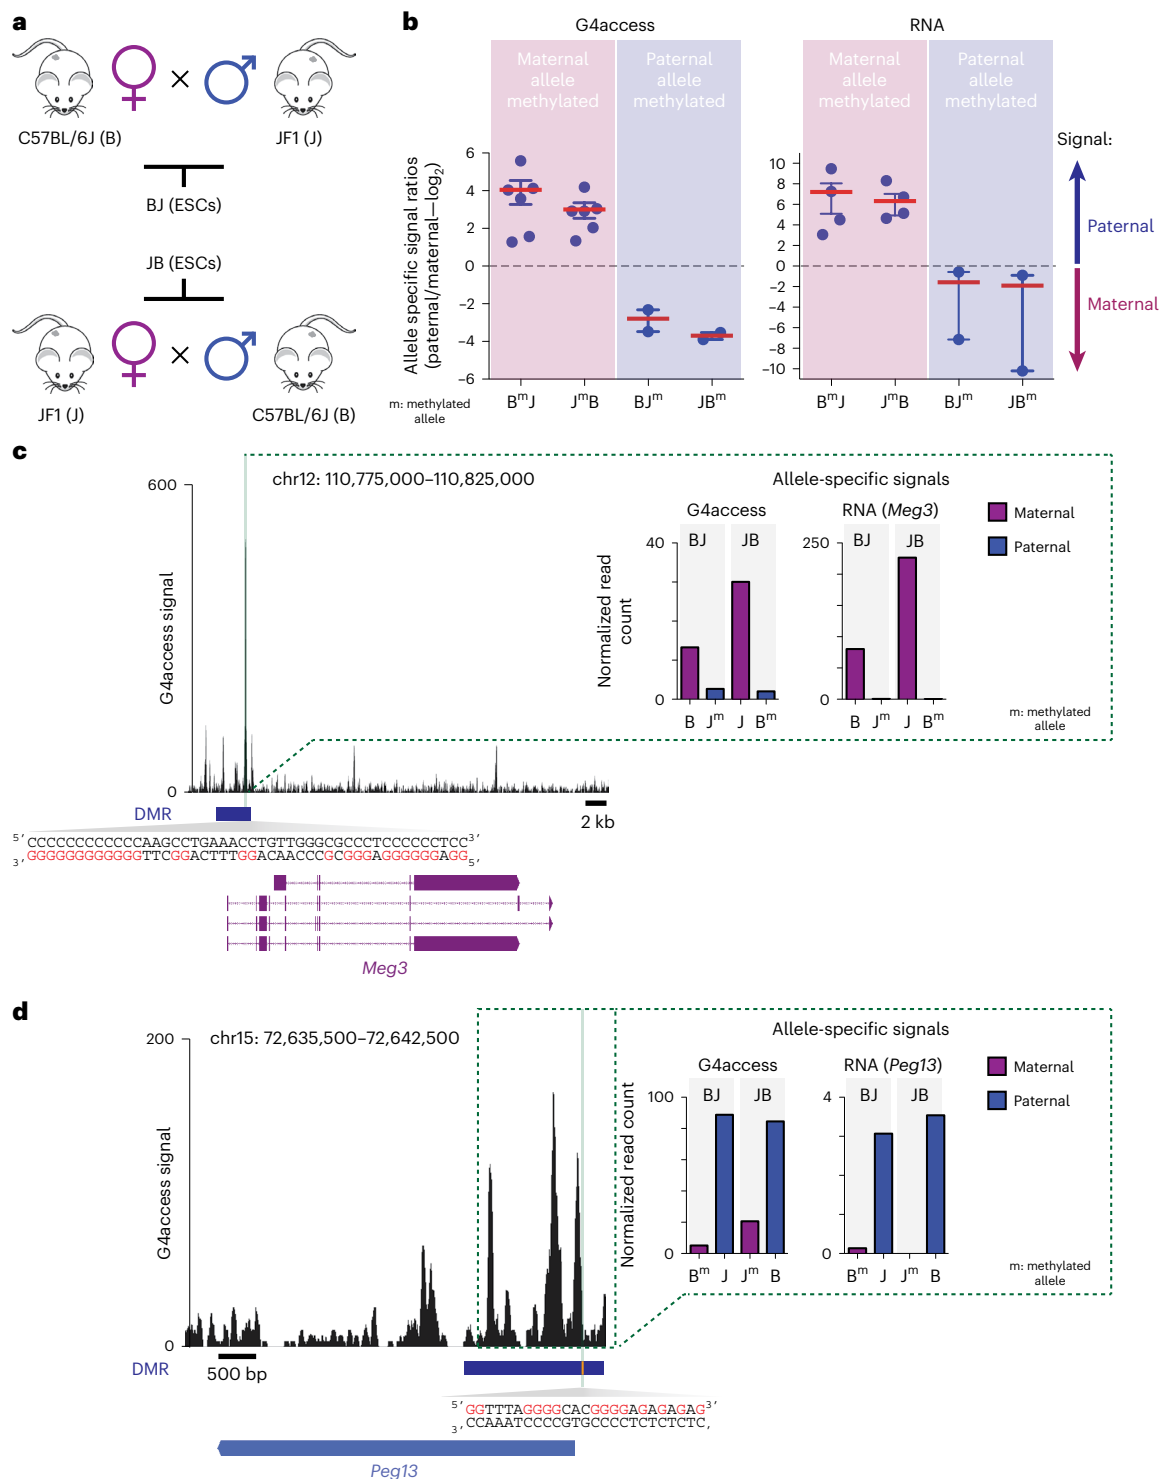 a
C57BL/6J (B)
JF1 (J)
BJ (ESCs)
JB (ESCs)
JF1 (J)
C57BL/6J (B)
b
G4access
RNA
Maternal allele methylated
Paternal allele methylated
Maternal allele methylated
Paternal allele methylated
Allele specific signal ratios
(paternal/maternal—log2)
6
4
2
0
–2
–4
–6
10
8
6
4
2
0
–2
–4
–6
–8
–10
Signal:
Paternal
Maternal
m: methylated
allele
BmJ
JmB
BJm
JBm
BmJ
JmB
BJm
JBm
c
chr12: 110,775,000–110,825,000
G4access signal
600
0
Allele-specific signals
G4access
RNA (Meg3)
BJ
JB
BJ
JB
Normalized read
count
40
0
250
0
B
Jm
J
Bm
B
Jm
J
Bm
Maternal
Paternal
m: methylated
allele
2 kb
DMR
5′ CCCCCCCCCCCCCAAGCCTGAAACCTGTTGGGCGCCCTCCCCCCTCC 3′
3′ GGGGGGGGGGGGGTTCGGACTTTGGACAACCCGCGGGAGGGGGGAGG 5′
Meg3
d
chr15: 72,635,500–72,642,500
G4access signal
200
0
Allele-specific signals
G4access
RNA (Peg13)
BJ
JB
BJ
JB
Normalized read count
100
0
4
0
Bm
J
Jm
B
Bm
J
Jm
B
Maternal
Paternal
m: methylated
allele
500 bp
DMR
5′ GGTTTAGGGGCACGGGGAGAGAGAG 3′
3′ CCAAATCCCCGTGCCCCTCTCTCTC
Peg13